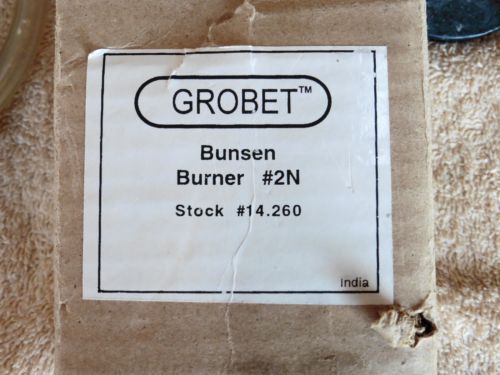 GROBET™
Bunsen
Burner #2N
Stock #14.260
India